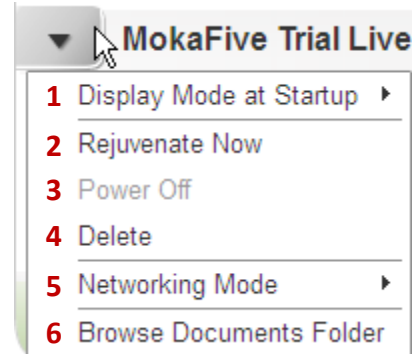 MokaFive Trial Live
1 Display Mode at Startup
2 Rejuvenate Now
3 Power Off
4 Delete
5 Networking Mode
6 Browse Documents Folder